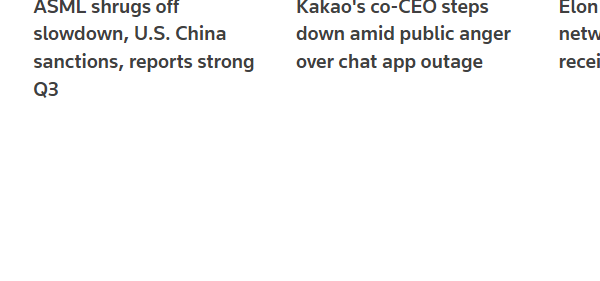 ASML shrugs off
slowdown, U.S. China
sanctions, reports strong
Q3
Kakao's co-CEO steps
down amid public anger
over chat app outage
Elon